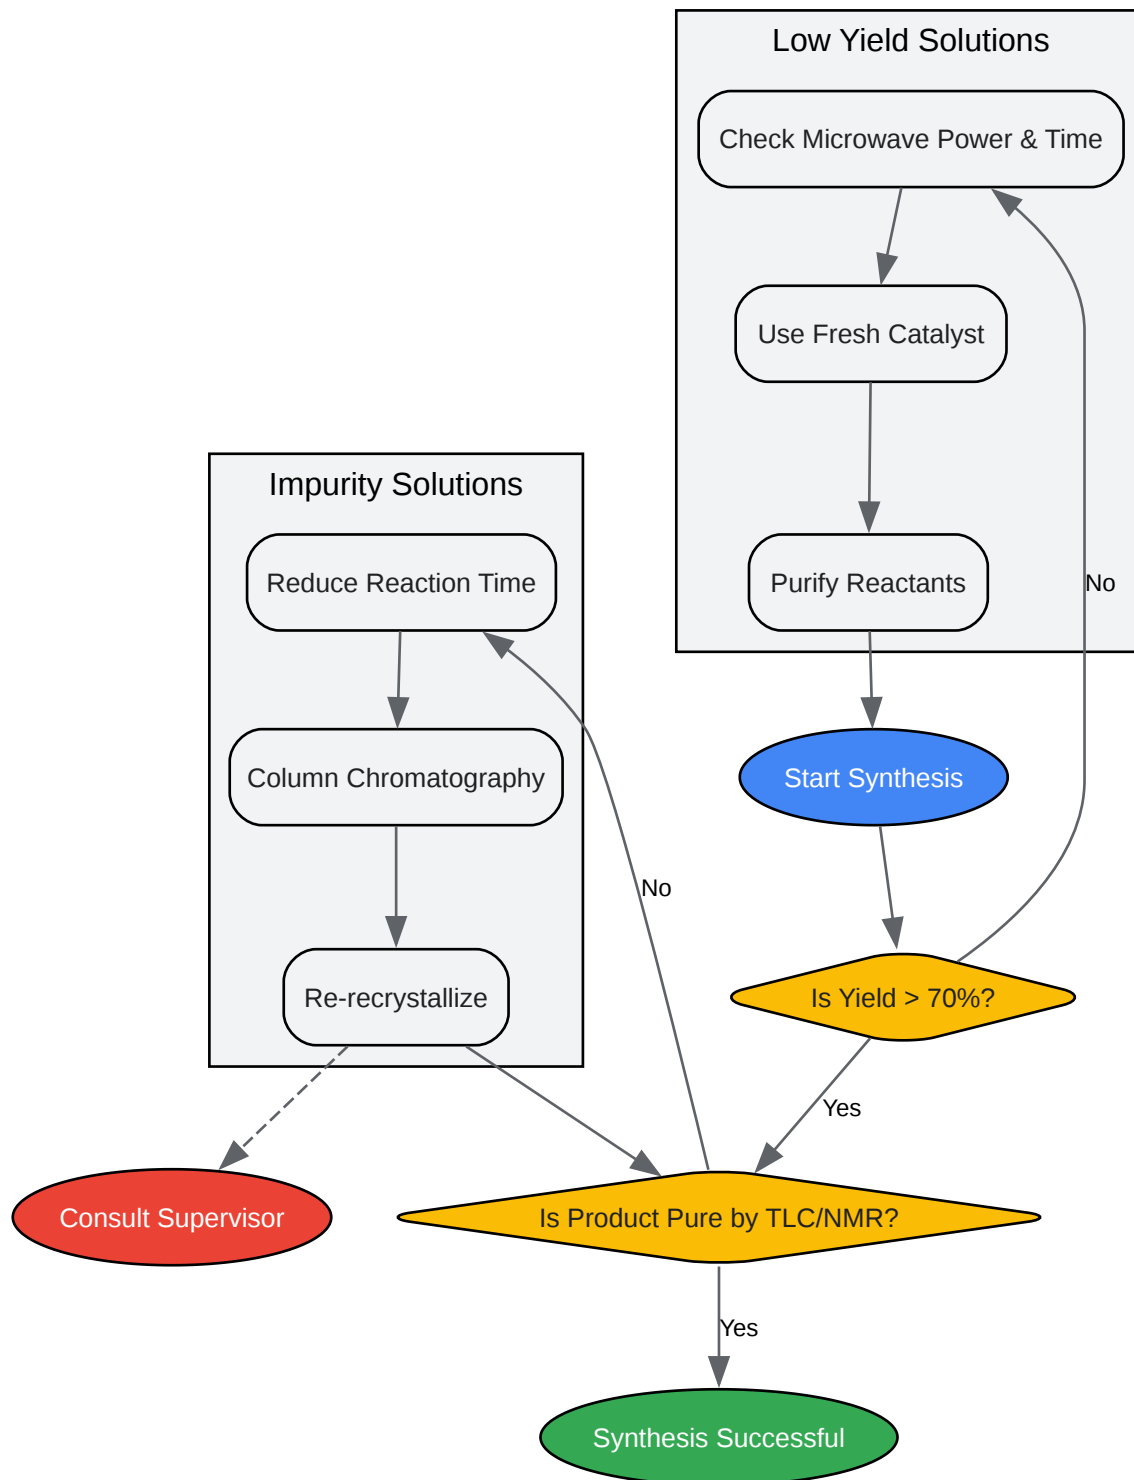 Low Yield Solutions
Check Microwave Power & Time
Use Fresh Catalyst
Impurity Solutions
Reduce Reaction Time
Purify Reactants
No
Column Chromatography
Start Synthesis
No
Re-recrystallize
Is Yield > 70%?
Yes
Consult Supervisor
Is Product Pure by TLC/NMR?
Yes
Synthesis Successful